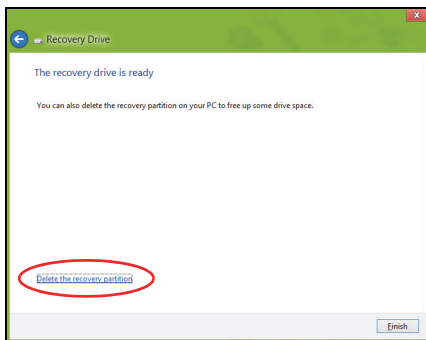 x
Recovery Drive
The recovery drive is ready
You can also delete the recovery partition on your PC to free up some drive space.
Delete the recovery partition
Finish